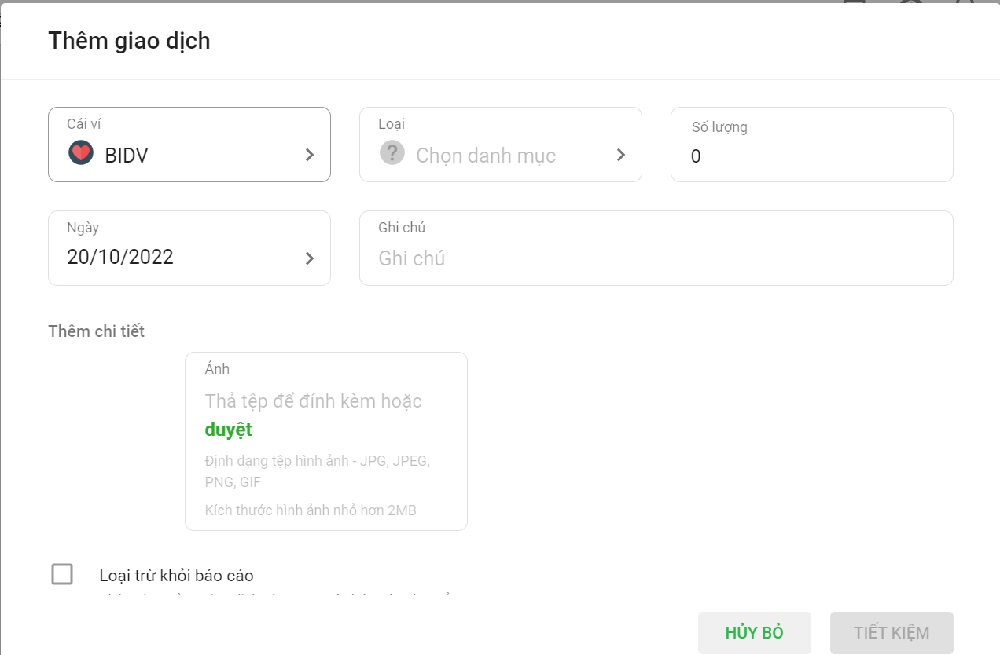 Thêm giao dịch
Cái ví
BIDV
Loại
? Chọn danh mục
Số lượng
0
Ngày
20/10/2022
Ghi chú
Ghi chú
Thêm chi tiết
Ảnh
Thả tệp để đính kèm hoặc
duyệt
Định dạng tệp hình ảnh - JPG, JPEG,
PNG, GIF
Kích thước hình ảnh nhỏ hơn 2MB
Loại trừ khỏi báo cáo
HỦY BỎ
TIẾT KIỆM